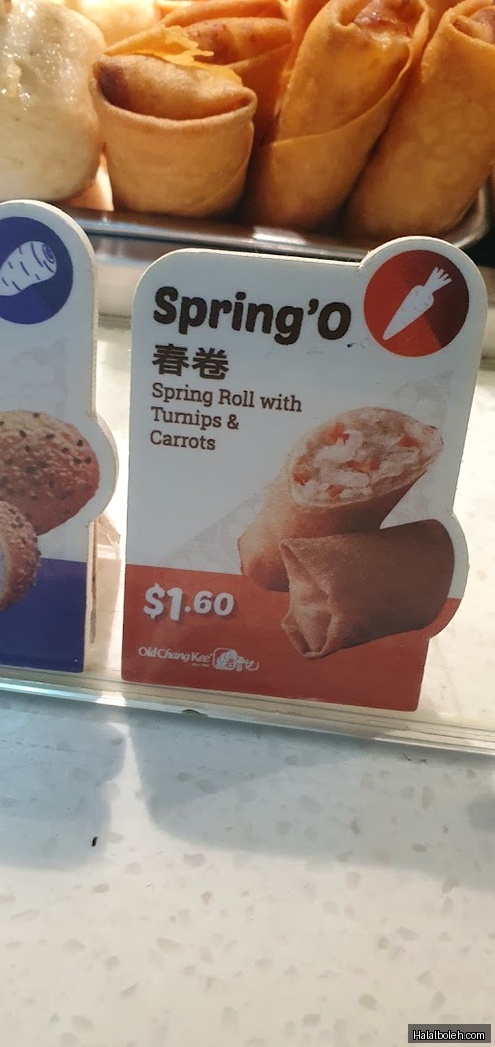 Spring'O
春卷
Spring Roll with
Turnips &
Carrots
$1.60
Old Chang Kee
Halalboleh.com